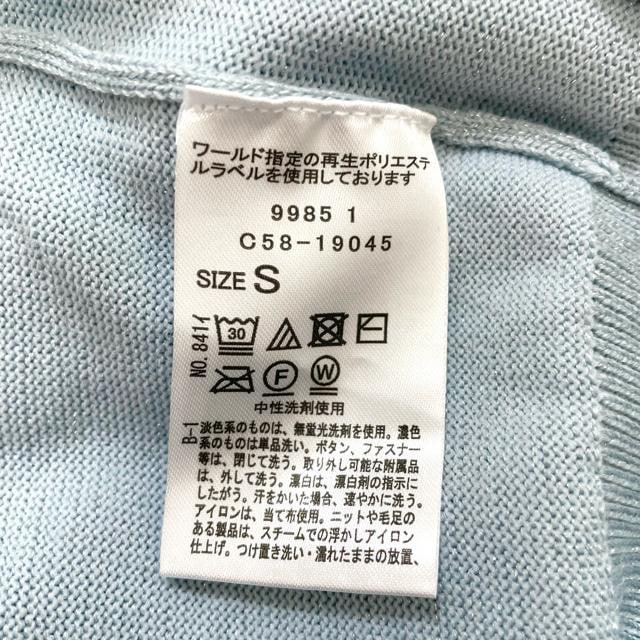 ワールド指定の再生ポリエステ
ルラベルを使用しております
9985 1
C58-19045
SIZE S
NO.841イ
30
F
W
中性洗剤使用
B-1
淡色系のものは、無蛍光洗剤を使用。濃色
系のものは単品洗い。ボタン、ファスナー
等は、閉じて洗う。取り外し可能な附属品
は、外して洗う。漂白は、漂白剤の指示に
したがう。汗をかいた場合、速やかに洗う。
アイロンは、当て布使用。ニットや毛足の
ある製品は、スチームでの浮かしアイロン
仕上げ。つけ置き洗い・濡れたままの放置、